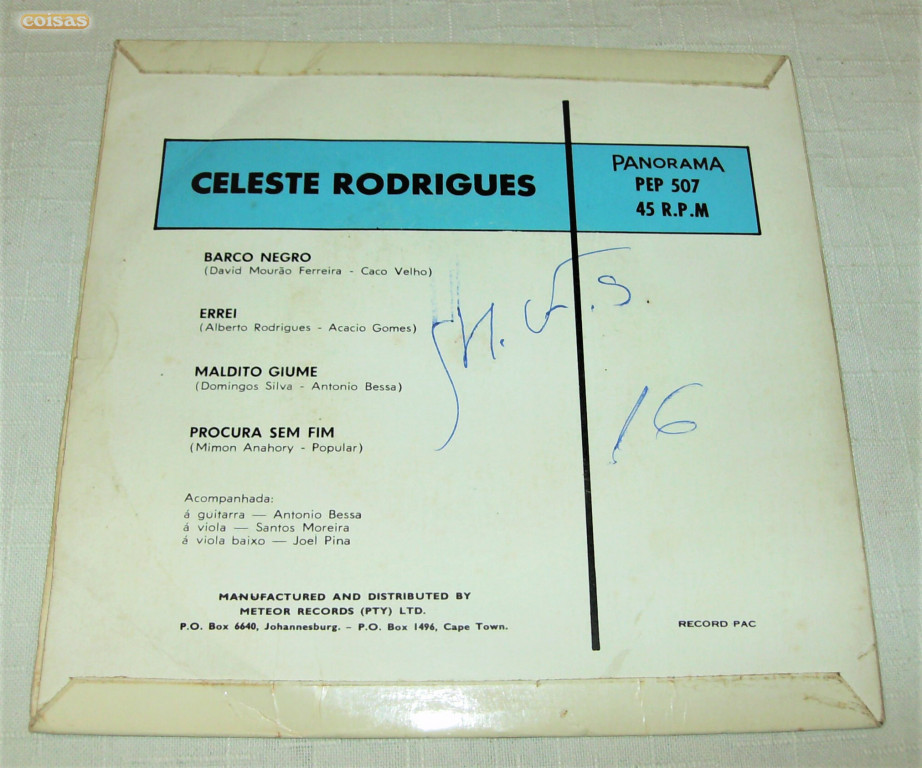 coisas
CELESTE RODRIGUES
PANORAMA
PEP 507
45 R.P.M
BARCO NEGRO
(David Mourão Ferreira - Caco Velho)
ERREI
(Alberto Rodrigues - Acacio Gomes)
MALDITO GIUME
(Domingos Silva - Antonio Bessa)
PROCURA SEM FIM
(Mimon Anahory - Popular)
16
Acompanhada:
á guitarra — Antonio Bessa
á viola — Santos Moreira
á viola baixo — Joel Pina
MANUFACTURED AND DISTRIBUTED BY
METEOR RECORDS (PTY) LTD.
P.O. Box 6640, Johannesburg. - P.O. Box 1496, Cape Town.
RECORD PAC